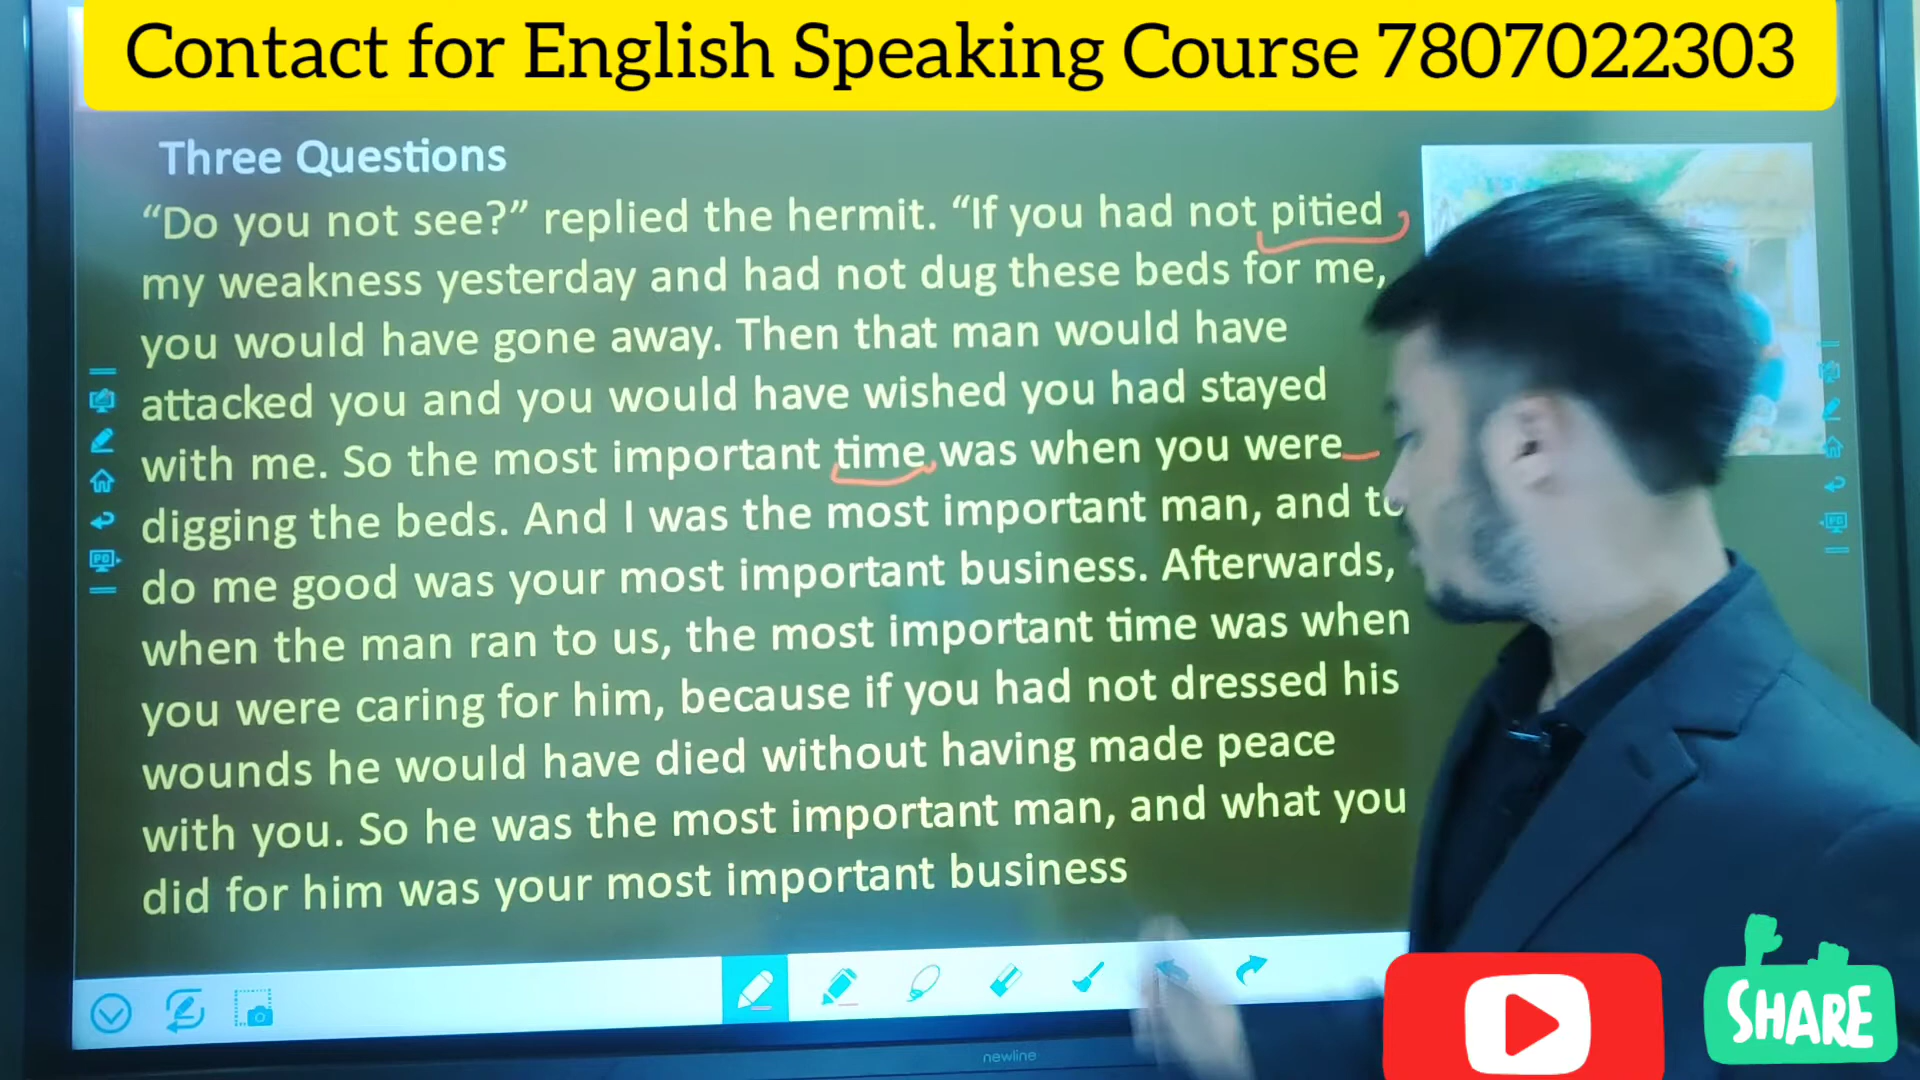 Contact for English Speaking Course 7807022303
Three Questions
“Do you not see?” replied the hermit. “If you had not pitied
my weakness yesterday and had not dug these beds for me,
you would have gone away. Then that man would have
attacked you and you would have wished you had stayed
with me. So the most important time was when you were
digging the beds. And I was the most important man, and to
do me good was your most important business. Afterwards,
when the man ran to us, the most important time was when
you were caring for him, because if you had not dressed his
wounds he would have died without having made peace
with you. So he was the most important man, and what you
did for him was your most important business
PC
PC
newline
SHARE